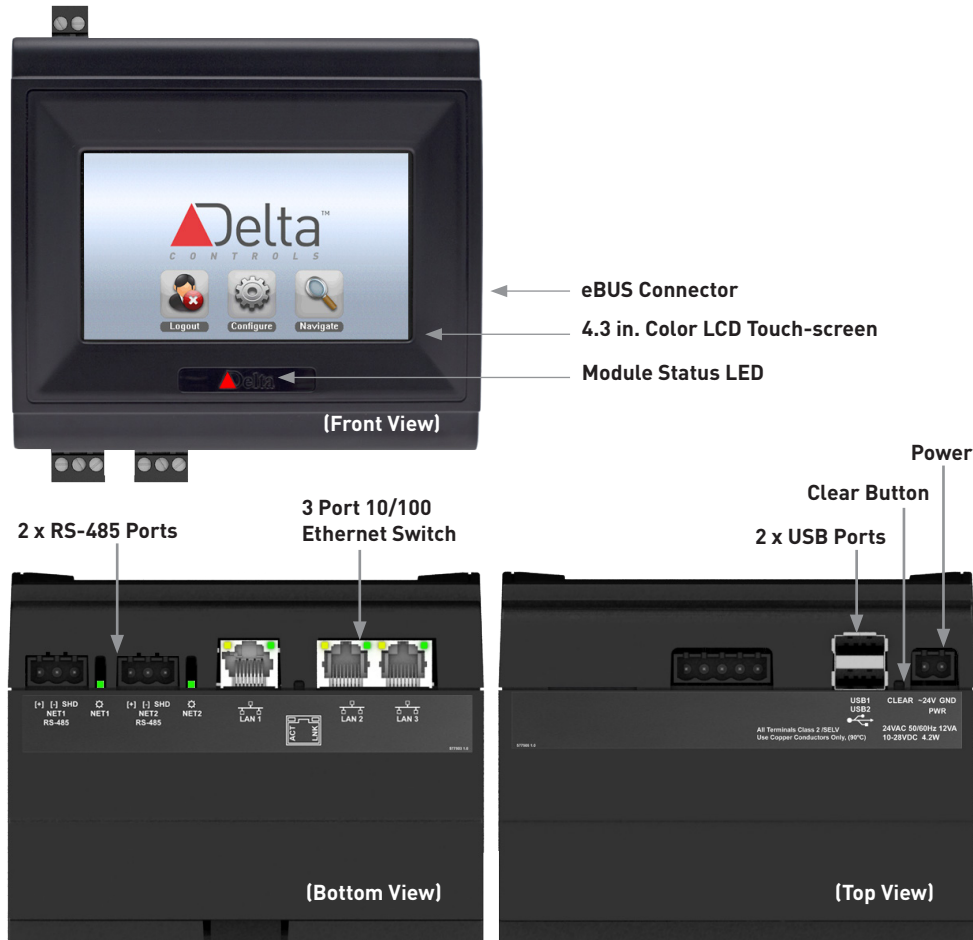 Delta™
CONTROLS
Logout
Configure
Navigate
Delta
(Front View)
eBUS Connector
4.3 in. Color LCD Touch-screen
Module Status LED
2 x RS-485 Ports
3 Port 10/100
Ethernet Switch
[+] [-] SHD
NET1
RS-485
NET1
[+] [-] SHD
NET2
RS-485
NET2
LAN 1
ACT
LNK
LAN 2
LAN 3
(Bottom View)
Power
Clear Button
2 x USB Ports
USB1
USB2
CLEAR
~24V GND
PWR
All Terminals Class 2 /SELV
Use Copper Conductors Only, (90ºC)
24VAC 50/60Hz 12VA
10-28VDC 4.2W
(Top View)